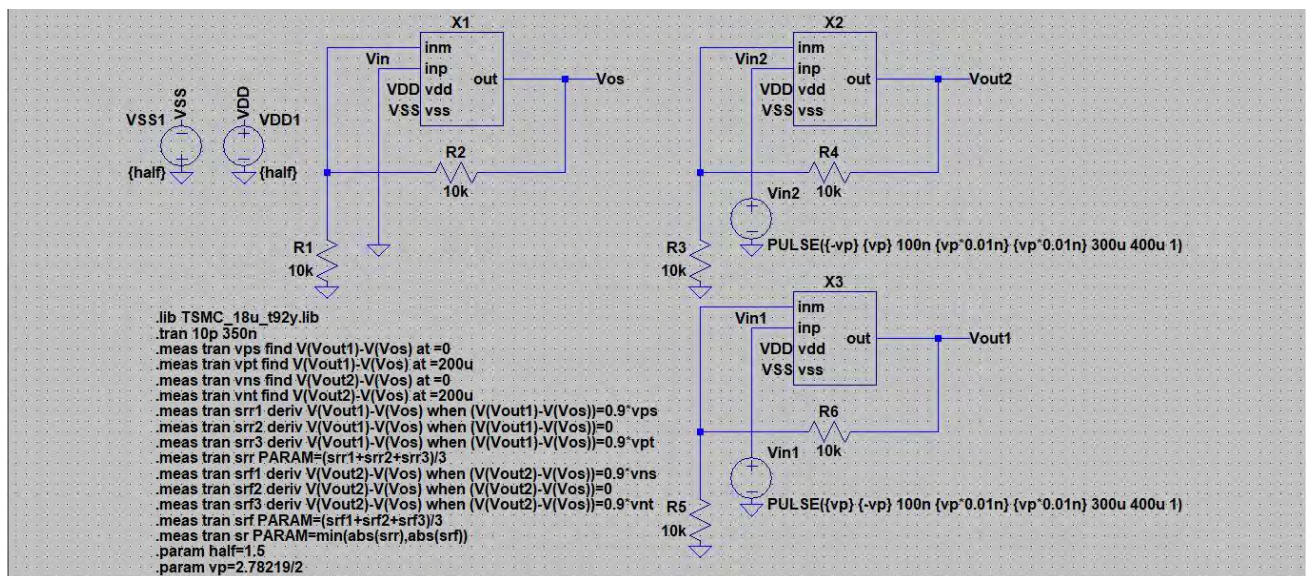 X1
inm
inp
VDD vdd
VSS vss
out
Vin
Vos
VSS
VDD
VSS1
VDD1
{half}
{half}
R2
10k
R1
10k
X2
inm
inp
VDD vdd
VSS vss
out
Vin2
Vout2
R4
10k
Vin2
R3
10k
PULSE({-vp} {vp} 100n {vp*0.01n} {vp*0.01n} 300u 400u 1)
X3
inm
inp
VDD vdd
VSS vss
out
Vin1
Vout1
R6
10k
Vin1
R5
10k
PULSE({vp} {-vp} 100n {vp*0.01n} {vp*0.01n} 300u 400u 1)
.lib TSMC_18u_t92y.lib
.tran 10p 350n
.meas tran vps find V(Vout1)-V(Vos) at =0
.meas tran vpt find V(Vout1)-V(Vos) at =200u
.meas tran vns find V(Vout2)-V(Vos) at =0
.meas tran vnt find V(Vout2)-V(Vos) at =200u
.meas tran srr1 deriv V(Vout1)-V(Vos) when (V(Vout1)-V(Vos))=0.9*vps
.meas tran srr2 deriv V(Vout1)-V(Vos) when (V(Vout1)-V(Vos))=0
.meas tran srr3 deriv V(Vout1)-V(Vos) when (V(Vout1)-V(Vos))=0.9*vpt
.meas tran srr PARAM=(srr1+srr2+srr3)/3
.meas tran srf1 deriv V(Vout2)-V(Vos) when (V(Vout2)-V(Vos))=0.9*vns
.meas tran srf2 deriv V(Vout2)-V(Vos) when (V(Vout2)-V(Vos))=0
.meas tran srf3 deriv V(Vout2)-V(Vos) when (V(Vout2)-V(Vos))=0.9*vnt
.meas tran srf PARAM=(srf1+srf2+srf3)/3
.meas tran sr PARAM=min(abs(srr),abs(srf))
.param half=1.5
.param vp=2.78219/2